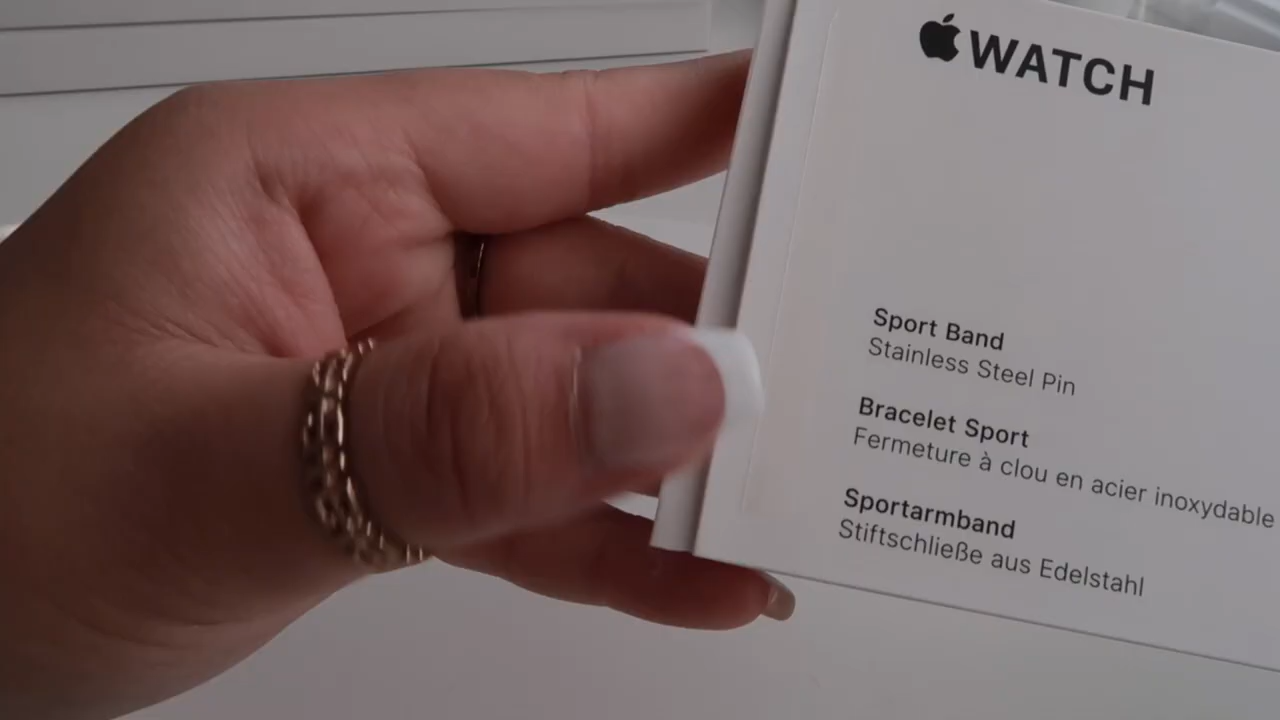 WATCH
Sport Band
Stainless Steel Pin
Bracelet Sport
Fermeture à clou en acier inoxydable
Sportarmband
Stiftschließe aus Edelstahl